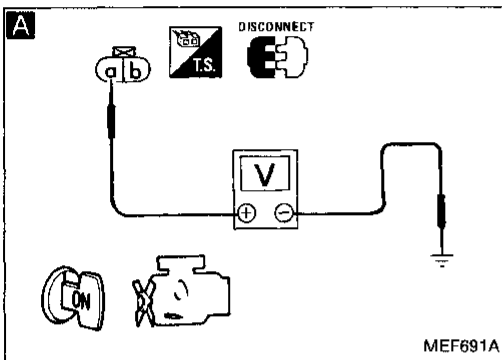 A
DISCONNECT
T.S.
a b
V
⊕ ⊖
ON
MEF691A